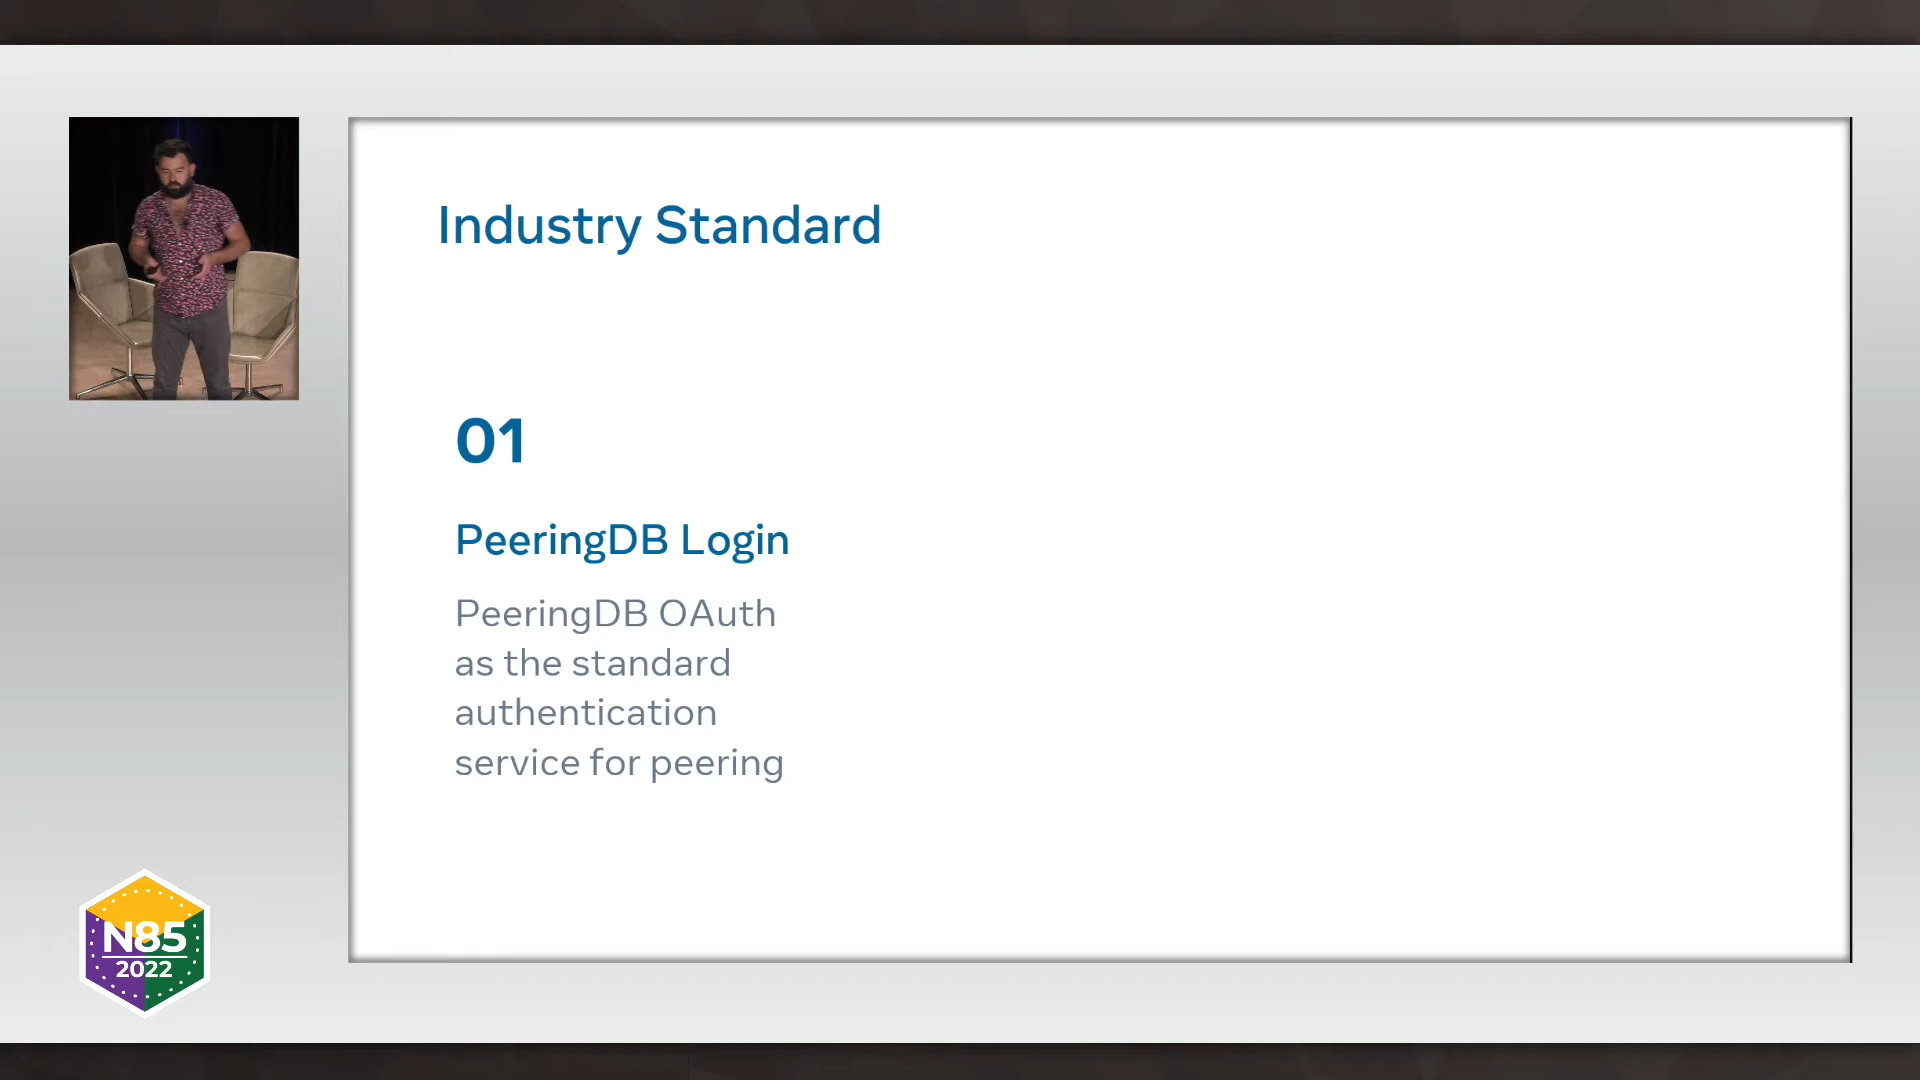 Industry Standard
01
PeeringDB Login
PeeringDB OAuth
as the standard
authentication
service for peering
N85
2022